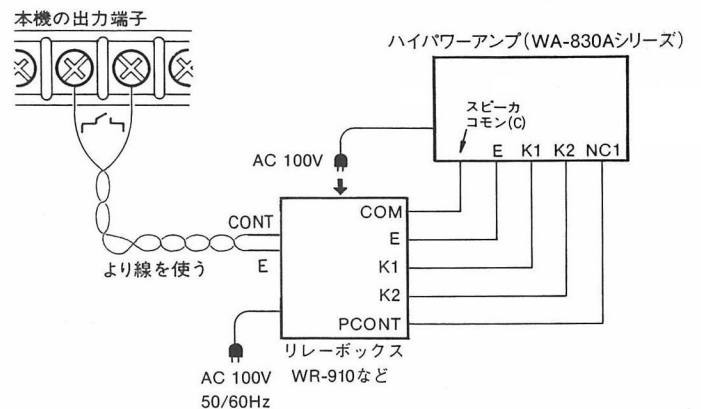 本機の出力端子
ハイパワーアンプ(WA-830Aシリーズ)
スピーカ
コモン(C)
E K1 K2 NC1
AC 100V
COM
CONT
E
E
より線を使う
K1
K2
PCONT
リレーボックス
WR-910など
AC 100V
50/60Hz